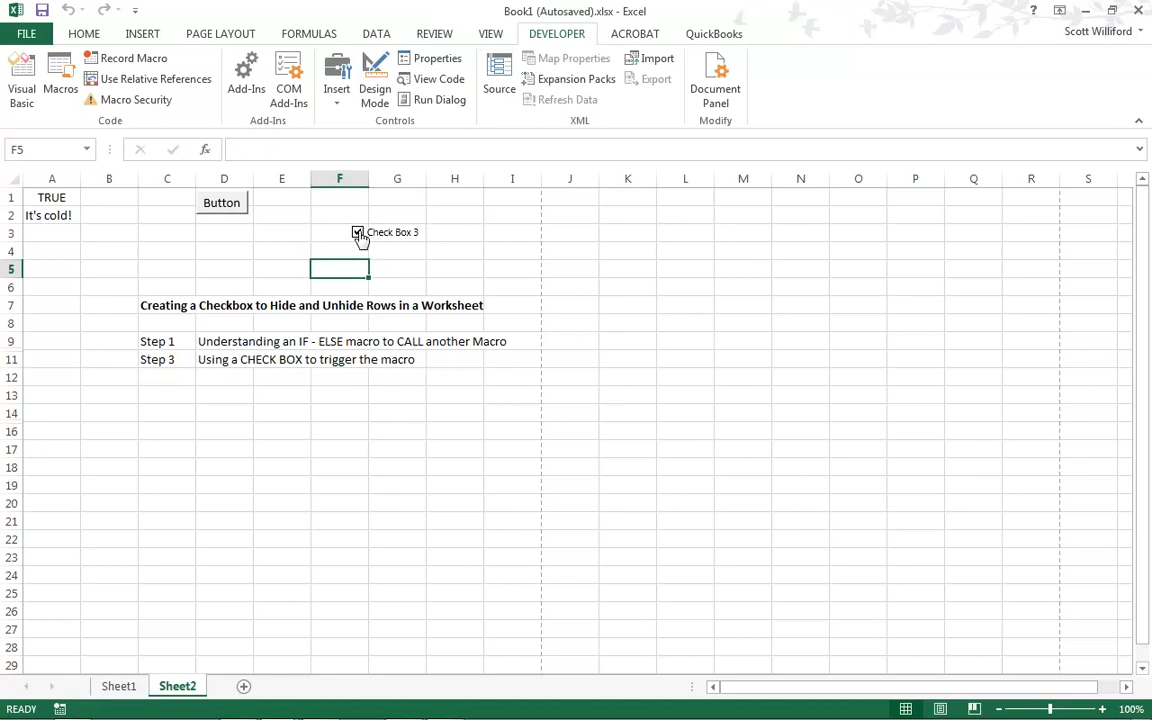 Book1 (Autosaved).xlsx - Excel
?
FILE HOME INSERT PAGE LAYOUT FORMULAS DATA REVIEW VIEW DEVELOPER ACROBAT QuickBooks Scott Williford
Visual Basic
Macros
Record Macro
Use Relative References
Macro Security
Code
Add-Ins
COM Add-Ins
Add-Ins
Insert
Design Mode
Properties
View Code
Run Dialog
Controls
Source
Map Properties
Expansion Packs
Refresh Data
Import
Export
XML
Document Panel
Modify
F5 fx
A B C D E F G H I J K L M N O P Q R S
1 TRUE Button
2 It's cold!
3 Check Box 3
4
5
6
7 Creating a Checkbox to Hide and Unhide Rows in a Worksheet
8
9 Step 1 Understanding an IF - ELSE macro to CALL another Macro
11 Step 3 Using a CHECK BOX to trigger the macro
12
13
14
16
17
18
19
20
21
22
23
24
25
26
27
28
29
Sheet1 Sheet2
READY 100%